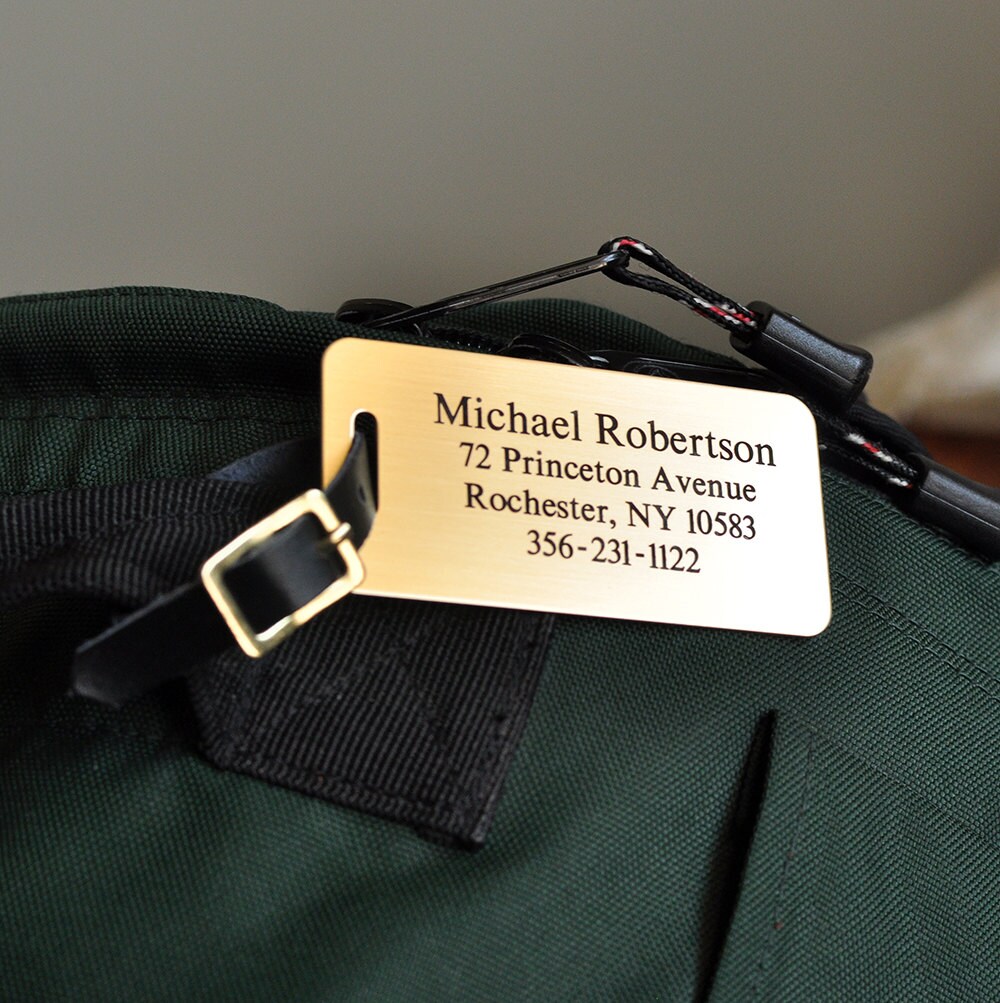 Michael Robertson
72 Princeton Avenue
Rochester, NY 10583
356-231-1122